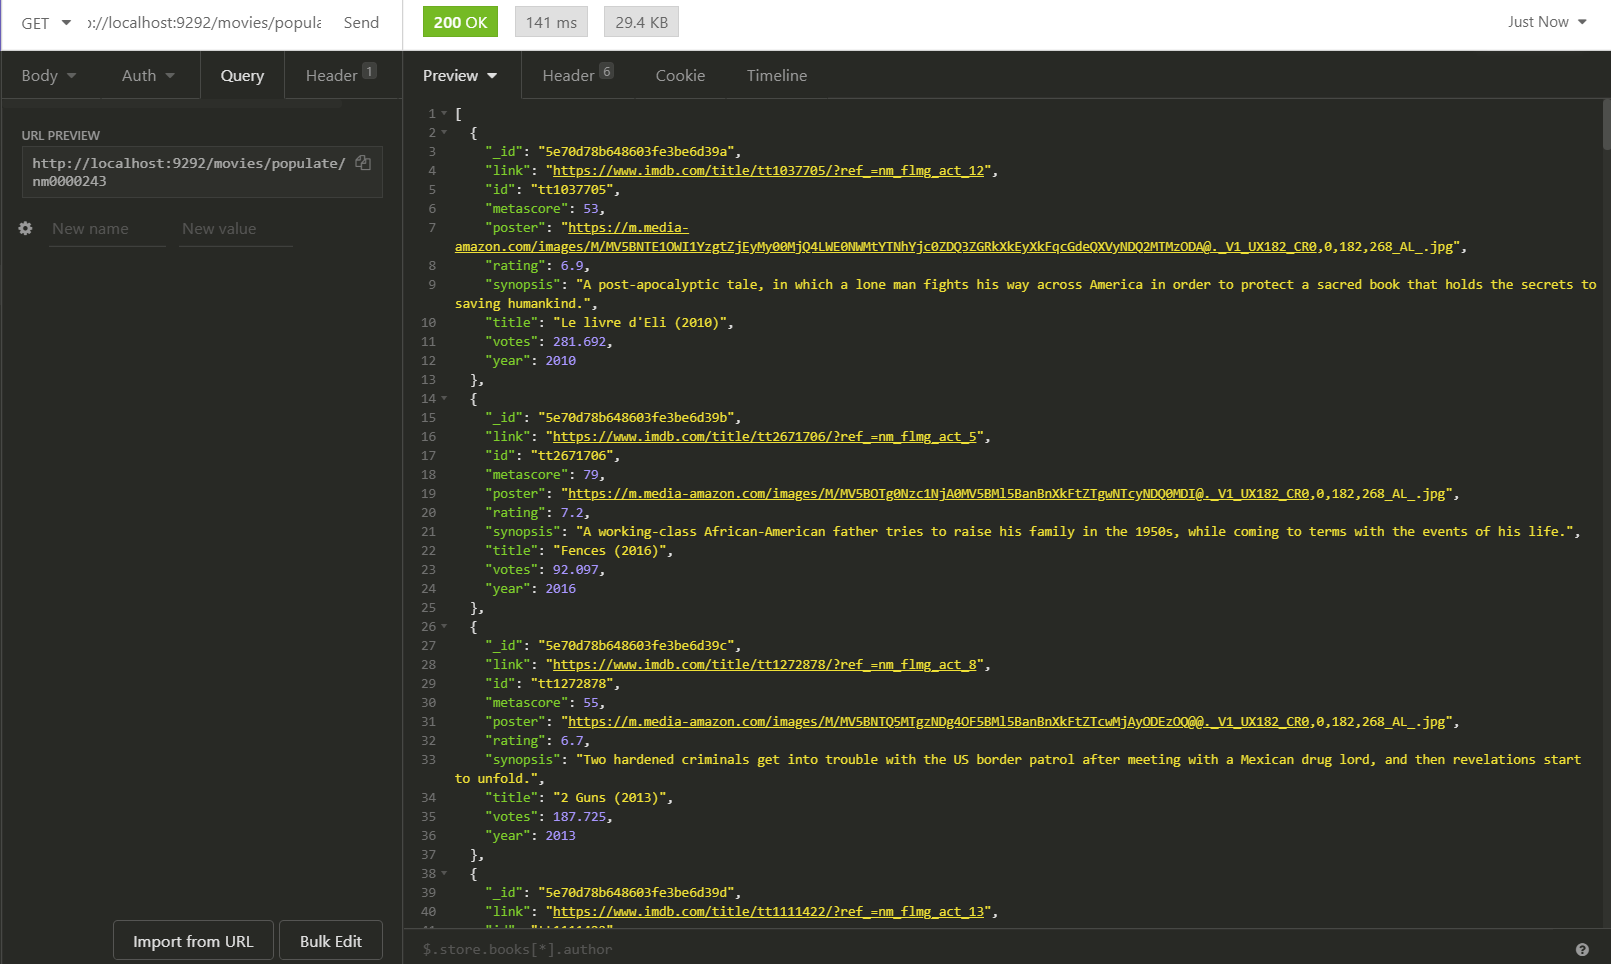 GET
://localhost:9292/movies/popula
Send
200 OK
141 ms
29.4 KB
Just Now
Body
Auth
Query
Header 1
Preview
Header 6
Cookie
Timeline
URL PREVIEW
http://localhost:9292/movies/populate/
nm0000243
New name
New value
1 [
2 {
3 "_id": "5e70d78b648603fe3be6d39a",
4 "link": "https://www.imdb.com/title/tt1037705/?ref_=nm_flmg_act_12",
5 "id": "tt1037705",
6 "metascore": 53,
7 "poster": "https://m.media-
amazon.com/images/M/MV5BNTE1OWI1YzgtZjEyMy00MjQ4LWE0NWMtYTNhYjc0ZDQ3ZGRkXkEyXkFqcGdeQXVyNDQ2MTMzODA@._V1_UX182_CR0,0,182,268_AL_.jpg",
8 "rating": 6.9,
9 "synopsis": "A post-apocalyptic tale, in which a lone man fights his way across America in order to protect a sacred book that holds the secrets to
saving humankind.",
10 "title": "Le livre d'Eli (2010)",
11 "votes": 281.692,
12 "year": 2010
13 },
14 {
15 "_id": "5e70d78b648603fe3be6d39b",
16 "link": "https://www.imdb.com/title/tt2671706/?ref_=nm_flmg_act_5",
17 "id": "tt2671706",
18 "metascore": 79,
19 "poster": "https://m.media-amazon.com/images/M/MV5BOTg0Nzc1NjA0MV5BMl5BanBnXkFtZTgwNTcyNDQ0MDI@._V1_UX182_CR0,0,182,268_AL_.jpg",
20 "rating": 7.2,
21 "synopsis": "A working-class African-American father tries to raise his family in the 1950s, while coming to terms with the events of his life.",
22 "title": "Fences (2016)",
23 "votes": 92.097,
24 "year": 2016
25 },
26 {
27 "_id": "5e70d78b648603fe3be6d39c",
28 "link": "https://www.imdb.com/title/tt1272878/?ref_=nm_flmg_act_8",
29 "id": "tt1272878",
30 "metascore": 55,
31 "poster": "https://m.media-amazon.com/images/M/MV5BNTQ5MTgzNDg4OF5BMl5BanBnXkFtZTcwMjAyODEzOQ@@._V1_UX182_CR0,0,182,268_AL_.jpg",
32 "rating": 6.7,
33 "synopsis": "Two hardened criminals get into trouble with the US border patrol after meeting with a Mexican drug lord, and then revelations start
to unfold.",
34 "title": "2 Guns (2013)",
35 "votes": 187.725,
36 "year": 2013
37 },
38 {
39 "_id": "5e70d78b648603fe3be6d39d",
40 "link": "https://www.imdb.com/title/tt1111422/?ref_=nm_flmg_act_13",
Import from URL
Bulk Edit
$.store.books[*].author